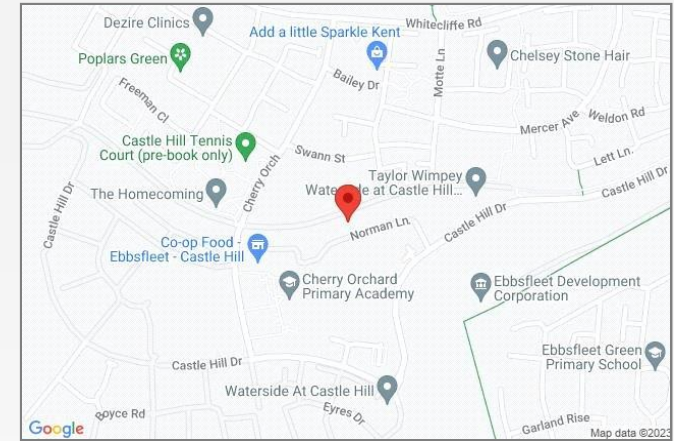 Dezire Clinics
Whitecliffe Rd
Add a little Sparkle Kent
Poplars Green
Chelsey Stone Hair
Motte Ln
Bailey Dr
Freeman Cl
Weldon Rd
Mercer Ave
Castle Hill Tennis
Court (pre-book only)
Swann St
Lett Ln.
Cherry Orch
Taylor Wimpey
Waterside at Castle Hill...
The Homecoming
Castle Hill Dr
Castle Hill Dr
Norman Ln
Castle Hill Dr
Co-op Food -
Ebbsfleet - Castle Hill
Cherry Orchard
Primary Academy
Ebbsfleet Development
Corporation
Ebbsfleet Green
Primary School
Castle Hill Dr
Waterside At Castle Hill
Royce Rd
Eyres Dr
Garland Rise
Google
Map data ©2023